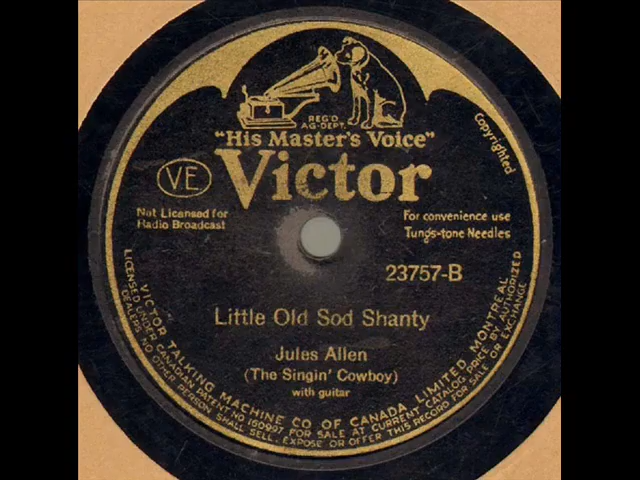 REG'D
AG-DEPT.
"His Master's Voice"
Copyrighted
VE
Victor
Not Licensed for
Radio Broadcast
For convenience use
Tungs-tone Needles
23757-B
Little Old Sod Shanty
Jules Allen
(The Singin' Cowboy)
with guitar
VICTOR TALKING MACHINE CO OF CANADA LIMITED, MONTREAL
LICENSED UNDER CANADIAN PATENT NO 160997 FOR SALE AT CURRENT CATALOG PRICE BY AUTHORIZED
DEALERS NO OTHER PERSON SHALL SELL, EXPOSE OR OFFER THIS RECORD FOR SALE OR EXCHANGE